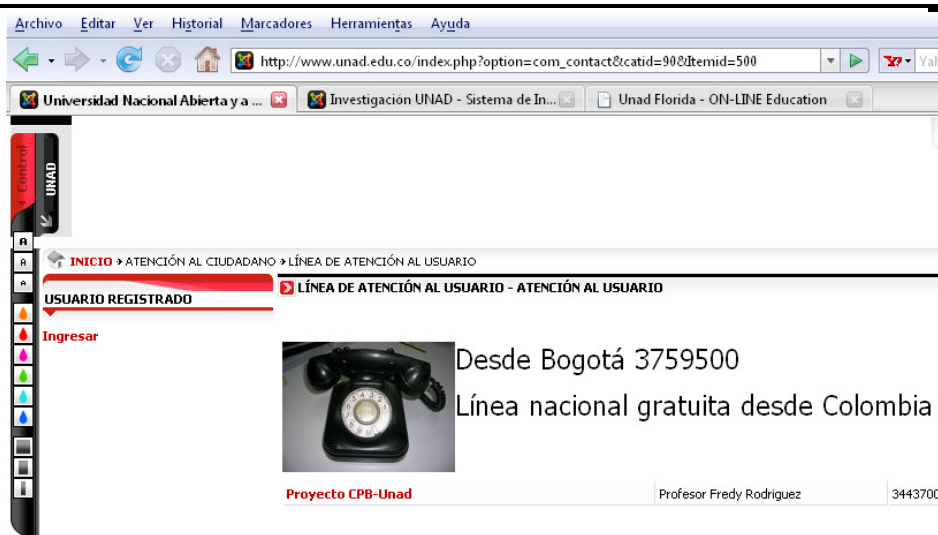 Archivo Editar Ver Historial Marcadores Herramientas Ayuda
http://www.unad.edu.co/index.php?option=com_contact&catid=90&Itemid=500
Universidad Nacional Abierta y a ... Investigación UNAD - Sistema de In... Unad Florida - ON-LINE Education
Control
UNAD
A
A
A
INICIO ATENCIÓN AL CIUDADANO LÍNEA DE ATENCIÓN AL USUARIO
USUARIO REGISTRADO
LÍNEA DE ATENCIÓN AL USUARIO - ATENCIÓN AL USUARIO
Ingresar
Desde Bogotá 3759500
Línea nacional gratuita desde Colombia
Proyecto CPB-Unad Profesor Fredy Rodriguez 3443700